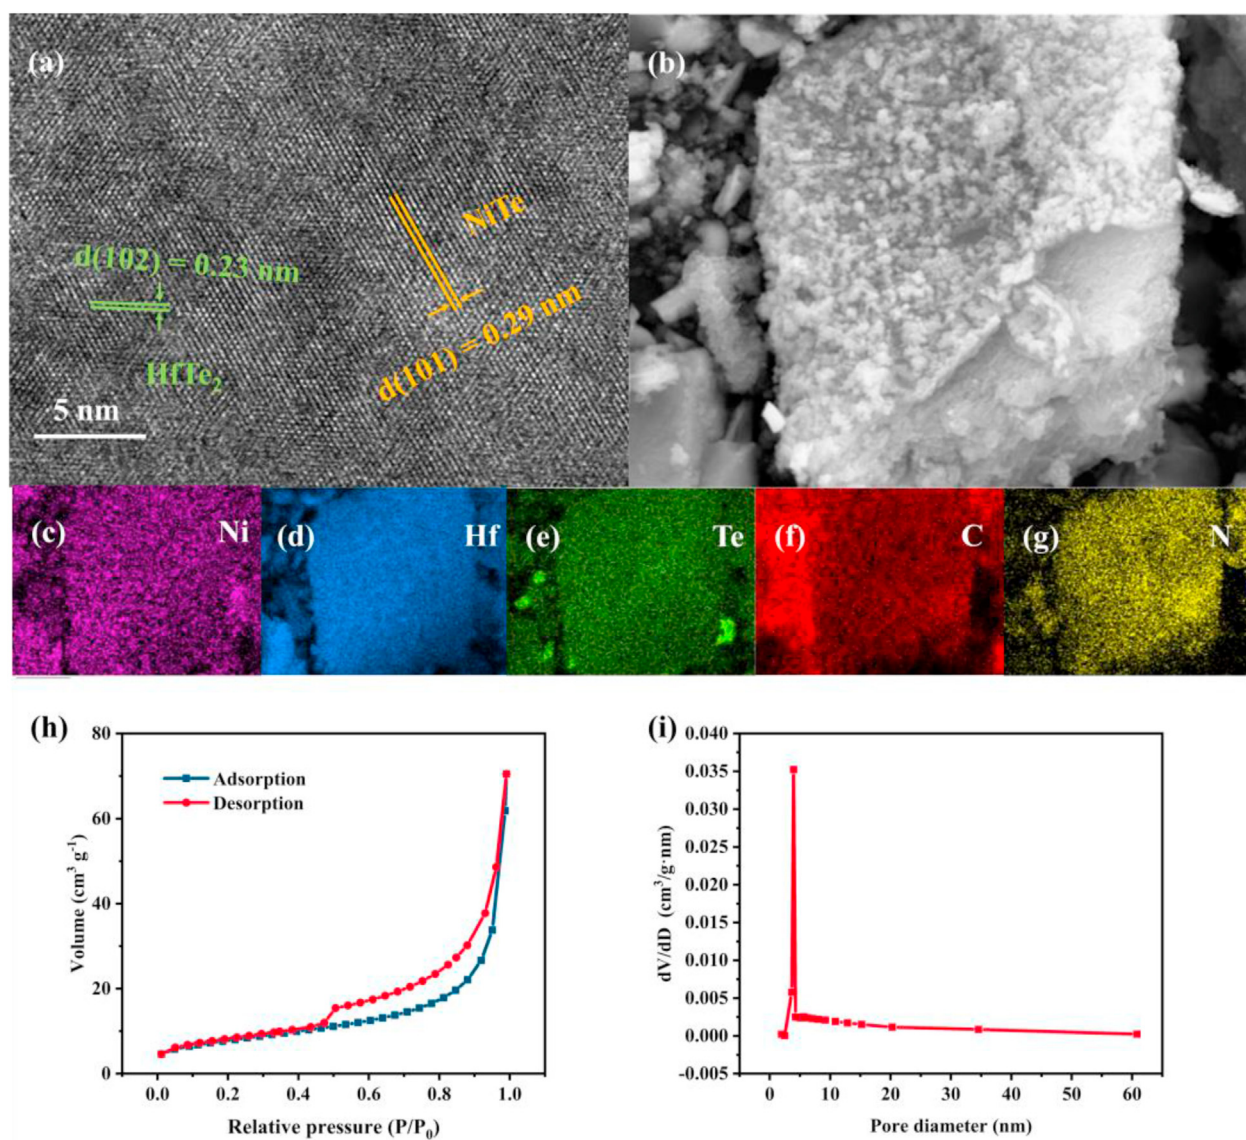 (a)
NiTe
d(102) = 0.23 nm
d(101) = 0.29 nm
HfTe₂
5 nm
(b)
(c) Ni
(d) Hf
(e) Te
(f) C
(g) N
(h)
80
60
40
20
0
Volume (cm³ g⁻¹)
Adsorption
Desorption
0.0 0.2 0.4 0.6 0.8 1.0
Relative pressure (P/P₀)
(i)
0.040
0.035
0.030
0.025
0.020
0.015
0.010
0.005
0.000
-0.005
dV/dD (cm³/g·nm)
0 10 20 30 40 50 60
Pore diameter (nm)